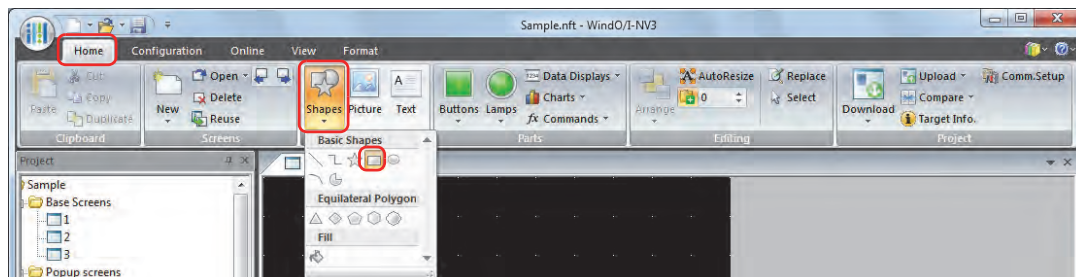 Sample.nft - WindO/I-NV3
Home Configuration Online View Format
Cut Open Data Displays AutoResize Replace Upload Comm.Setup
Copy Delete Charts 0 Select Compare
Paste Duplicate New Reuse Shapes Picture Text Buttons Lamps fx Commands Arrange Download Target Info.
Clipboard Screens Parts Editing Project
Basic Shapes
Project
Sample
Base Screens
1
2
3
Popup screens
Equilateral Polygon
Fill